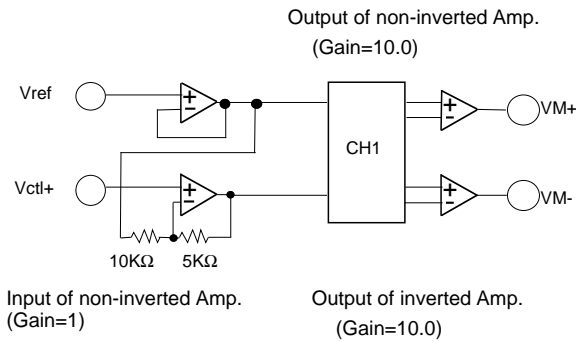 Output of non-inverted Amp.
(Gain=10.0)
Vref
+
-
+
-
VM+
CH1
Vctl+
+
-
+
-
VM-
10KΩ
5KΩ
Input of non-inverted Amp.
(Gain=1)
Output of inverted Amp.
(Gain=10.0)